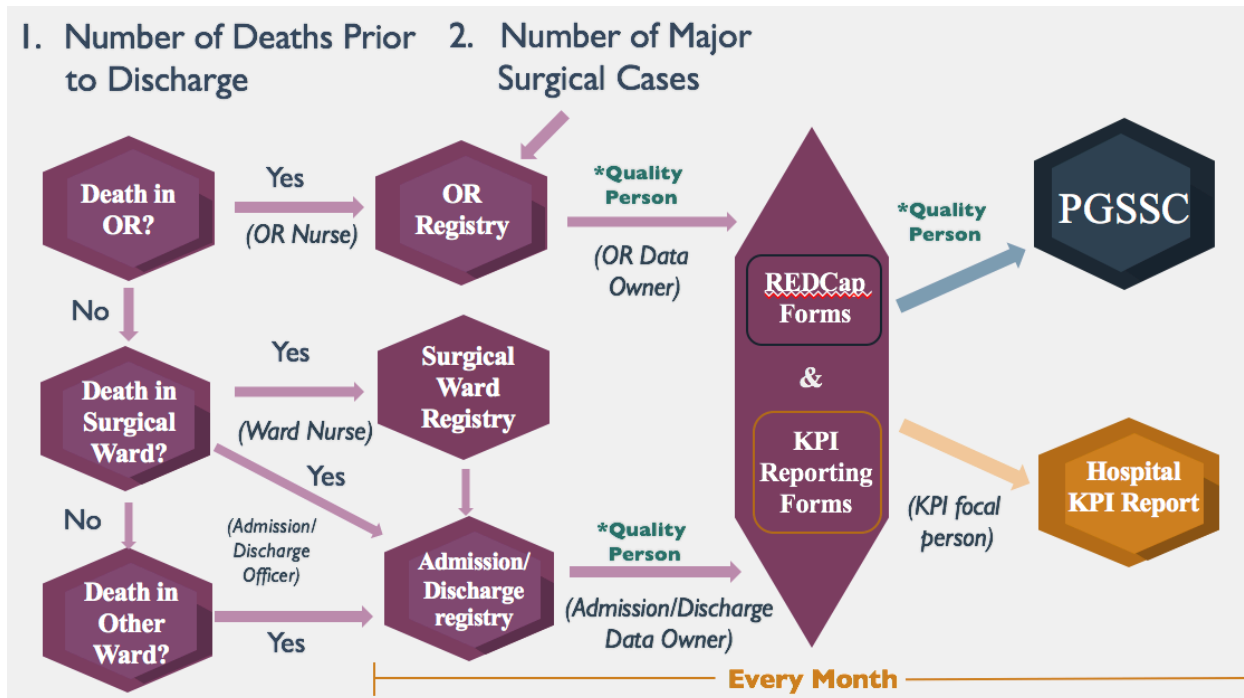 1. Number of Deaths Prior
to Discharge
2. Number of Major
Surgical Cases
Death in
OR?
Yes
(OR Nurse)
OR
Registry
*Quality
Person
(OR Data
Owner)
No
Death in
Surgical
Ward?
Yes
(Ward Nurse)
Surgical
Ward
Registry
Yes
(Admission/
Discharge
Officer)
No
Death in
Other
Ward?
Yes
Admission/
Discharge
registry
*Quality
Person
(Admission/Discharge
Data Owner)
REDCap
Forms
&
KPI
Reporting
Forms
*Quality
Person
PGSSC
(KPI focal
person)
Hospital
KPI Report
Every Month